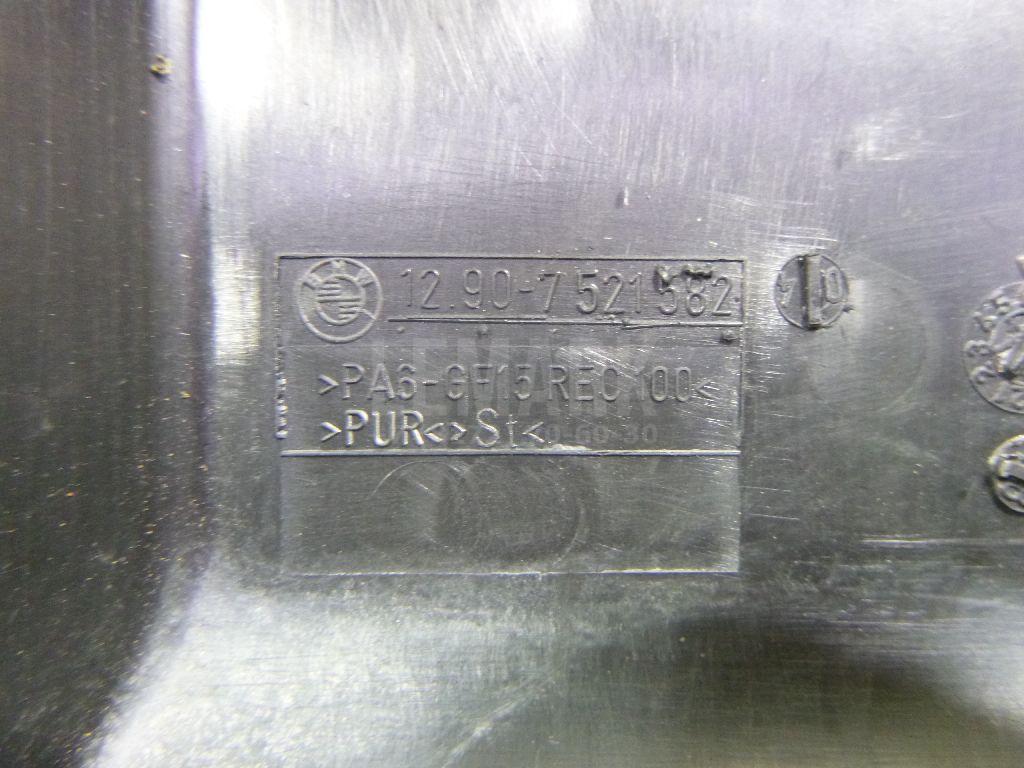 12.90-7 521 582
>PA6-GF15 REC 100<
>PUR<>St<